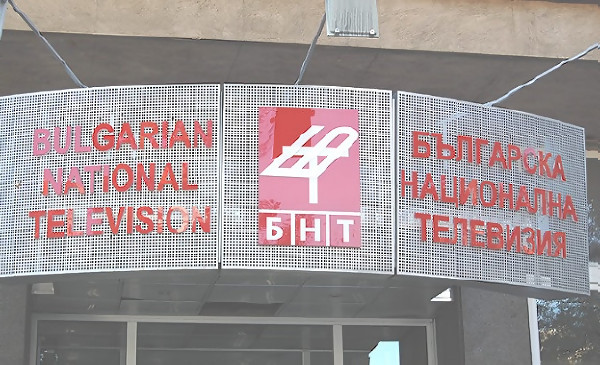 BULGARIAN
NATIONAL
TELEVISION
БНТ
БЪЛГАРСКА
НАЦИОНАЛНА
ТЕЛЕВИЗИЯ